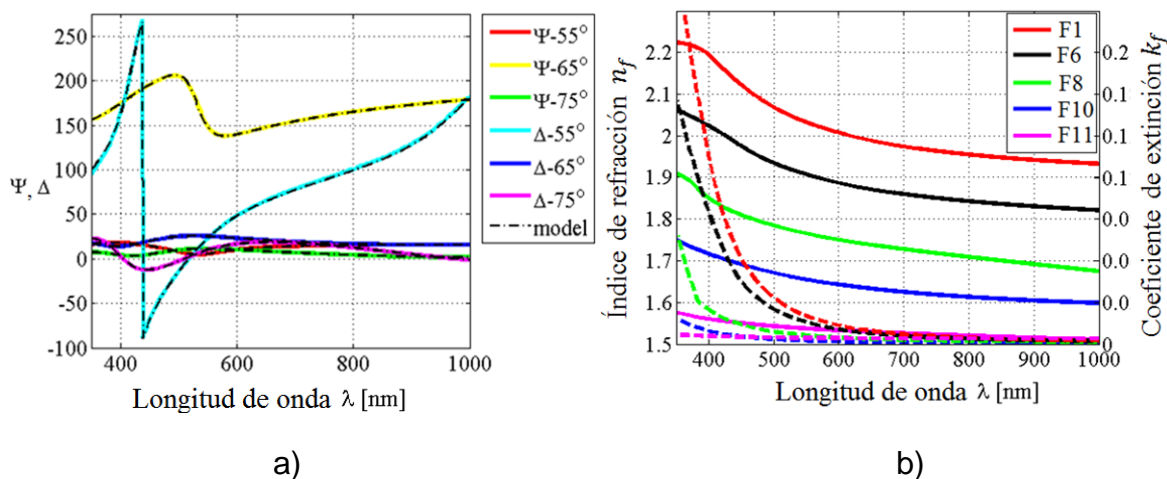 250
200
150
100
50
0
-50
-100
Ψ, Δ
400
600
800
1000
Longitud de onda λ [nm]
Ψ-55°
Ψ-65°
Ψ-75°
Δ-55°
Δ-65°
Δ-75°
model
a)
Índice de refracción n_f
2.2
2.1
2
1.9
1.8
1.7
1.6
1.5
400
500
600
700
800
900
1000
Longitud de onda λ [nm]
F1
F6
F8
F10
F11
0.2
0.1
0.1
0.1
0.0
0.0
0.0
0
Coeficiente de extinción k_f
b)